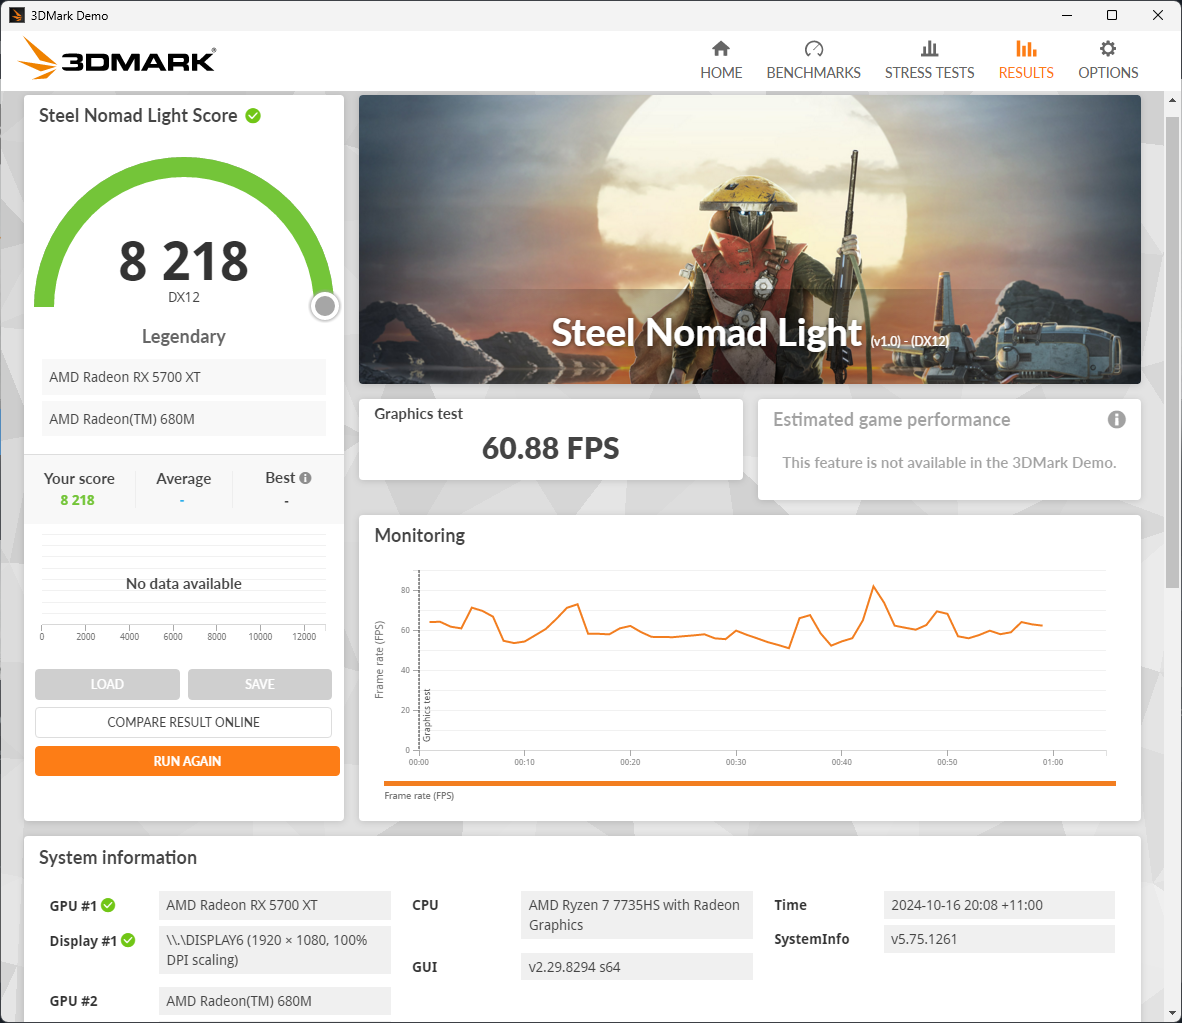 3DMark Demo
3DMARK®
HOME
BENCHMARKS
STRESS TESTS
RESULTS
OPTIONS
Steel Nomad Light Score
8 218
DX12
Legendary
AMD Radeon RX 5700 XT
AMD Radeon(TM) 680M
Your score
8 218
Average
-
Best
-
No data available
0 2000 4000 6000 8000 10000 12000
LOAD
SAVE
COMPARE RESULT ONLINE
RUN AGAIN
Steel Nomad Light (v1.0) - (DX12)
Graphics test
60.88 FPS
Estimated game performance
This feature is not available in the 3DMark Demo.
Monitoring
Frame rate (FPS)
80
60
40
20
0
Graphics test
00:00 00:10 00:20 00:30 00:40 00:50 01:00
Frame rate (FPS)
System information
GPU #1
AMD Radeon RX 5700 XT
Display #1
\\.\DISPLAY6 (1920 × 1080, 100%
DPI scaling)
GPU #2
AMD Radeon(TM) 680M
CPU
AMD Ryzen 7 7735HS with Radeon
Graphics
GUI
v2.29.8294 s64
Time
2024-10-16 20:08 +11:00
SystemInfo
v5.75.1261